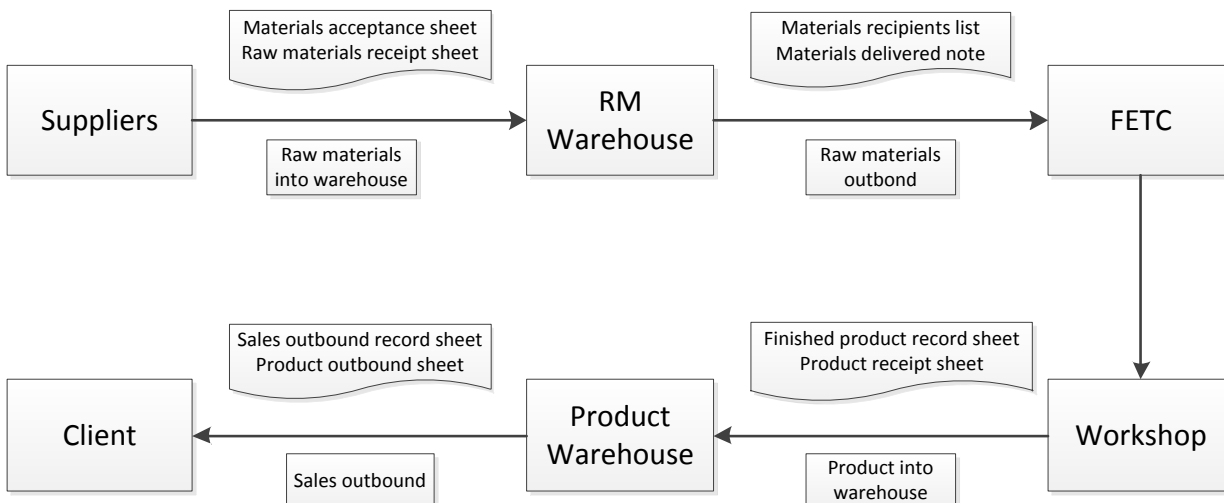 Materials acceptance sheet
Raw materials receipt sheet
Materials recipients list
Materials delivered note
Suppliers
RM
Warehouse
FETC
Raw materials
into warehouse
Raw materials
outbond
Sales outbound record sheet
Product outbound sheet
Finished product record sheet
Product receipt sheet
Client
Product
Warehouse
Workshop
Sales outbound
Product into
warehouse